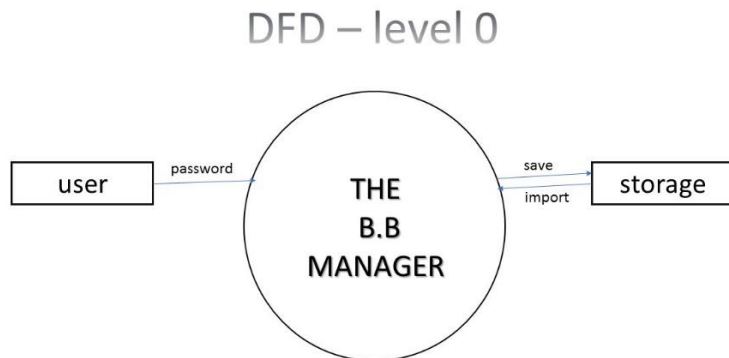 DFD – level 0
user
password
THE
B.B
MANAGER
save
import
storage